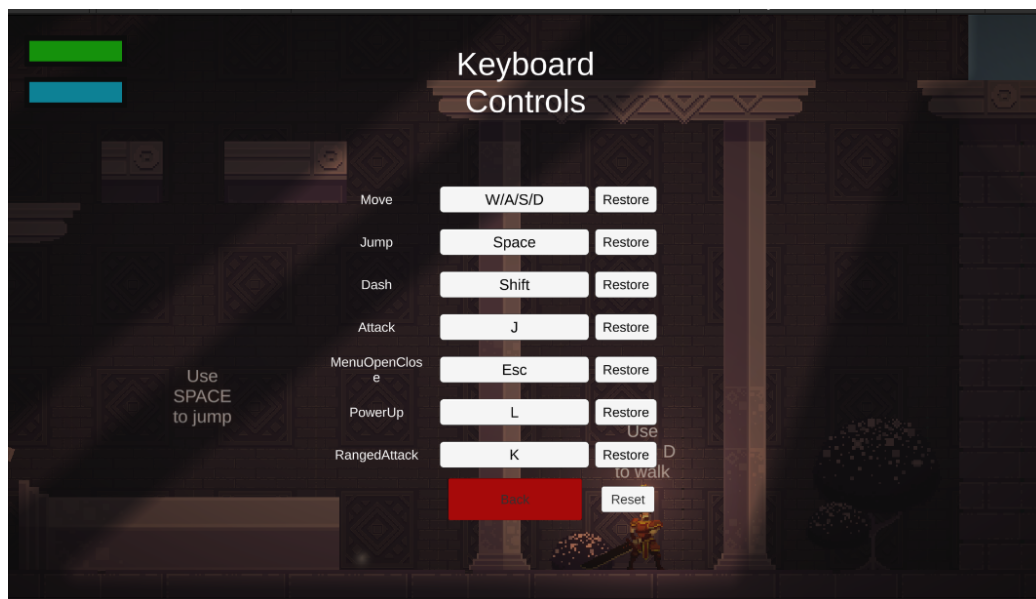 Keyboard
Controls
Move
W/A/S/D
Restore
Jump
Space
Restore
Dash
Shift
Restore
Attack
J
Restore
MenuOpenClos
e
Esc
Restore
Use
SPACE
to jump
PowerUp
L
Restore
Use
D
to walk
RangedAttack
K
Restore
Back
Reset